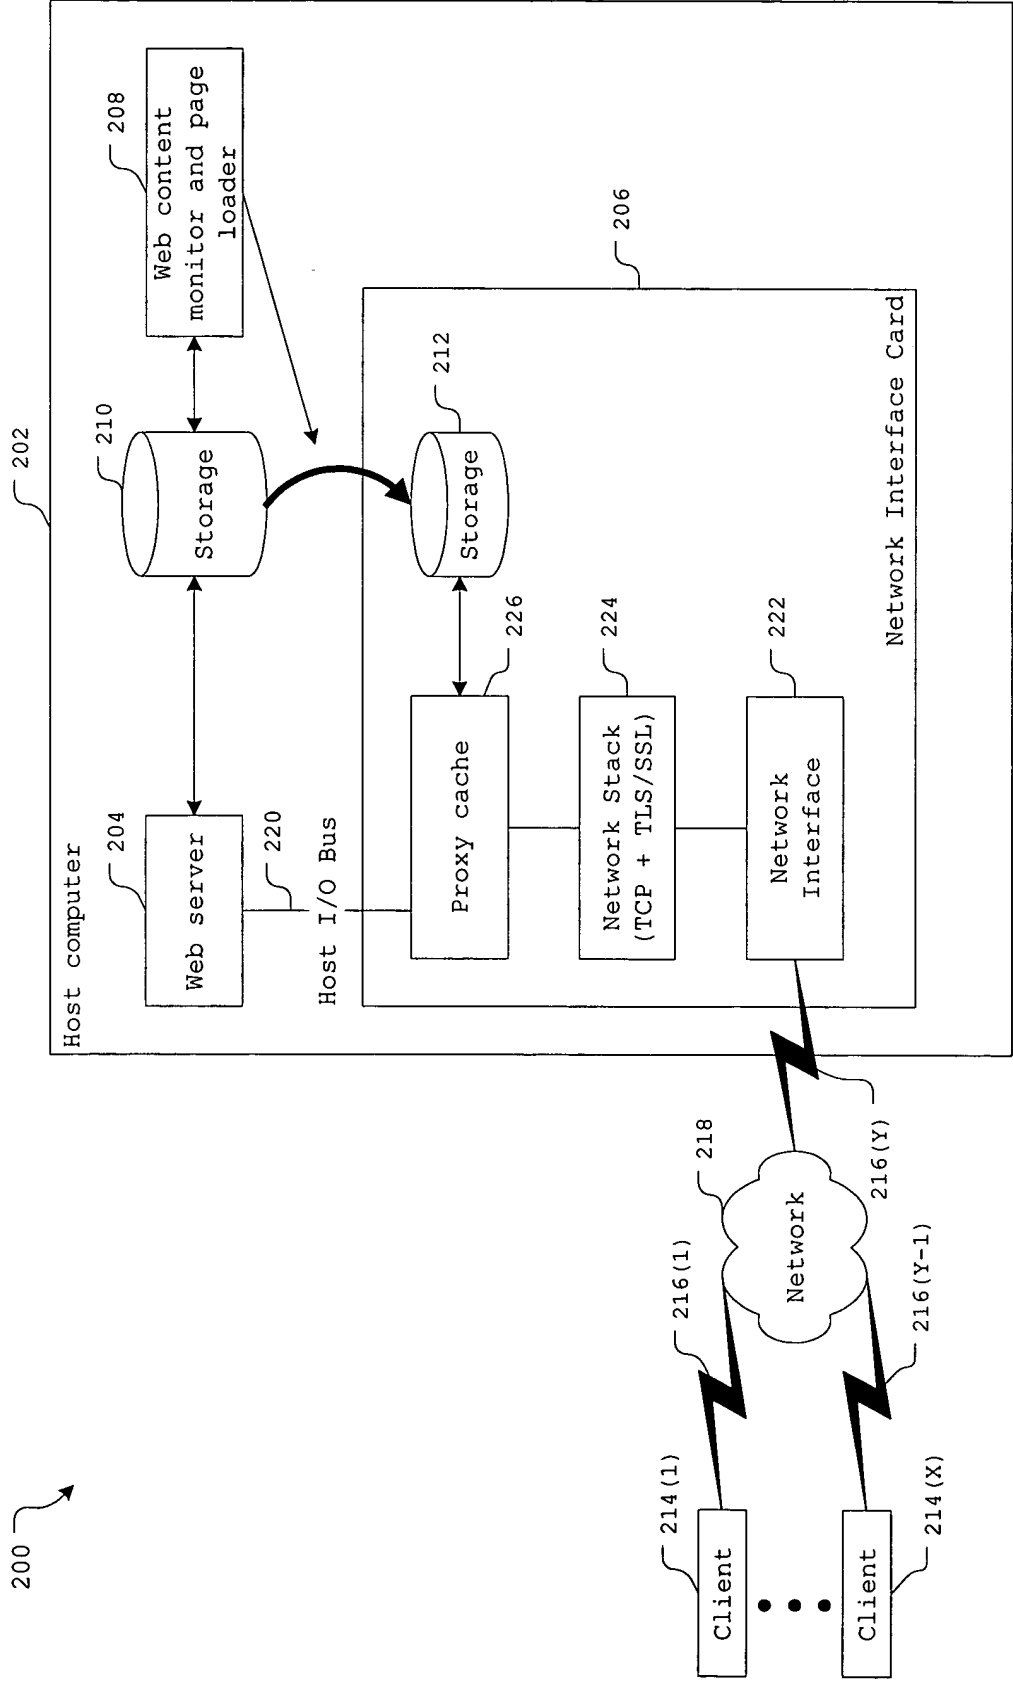 200
202
Host computer
204
Web server
210
Storage
208
Web content
monitor and page
loader
220
Host I/O Bus
206
212
Storage
226
Proxy cache
224
Network Stack
(TCP + TLS/SSL)
222
Network
Interface
Network Interface Card
214(1)
Client
216(1)
218
Network
216(Y)
Client
214(X)
216(Y-1)